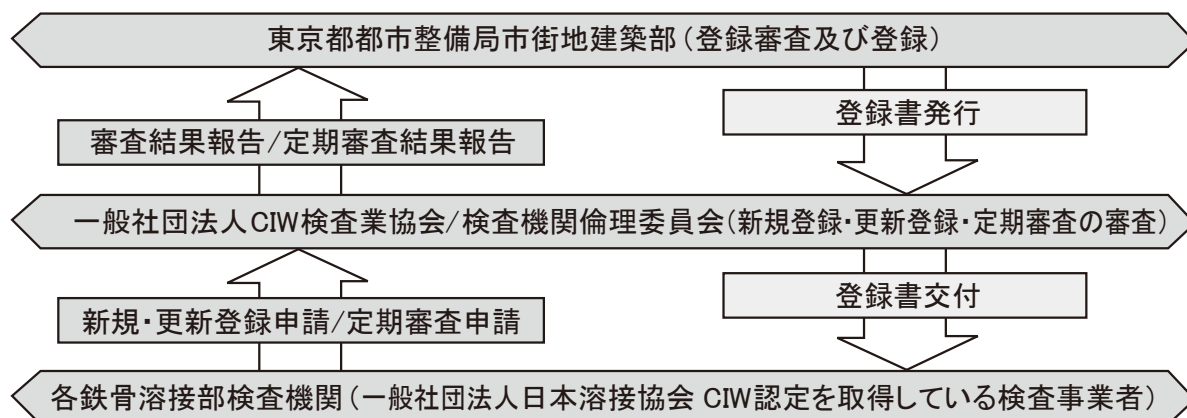 東京都都市整備局市街地建築部(登録審査及び登録)
登録書発行
審査結果報告/定期審査結果報告
一般社団法人CIW検査業協会/検査機関倫理委員会(新規登録・更新登録・定期審査の審査)
登録書交付
新規・更新登録申請/定期審査申請
各鉄骨溶接部検査機関(一般社団法人日本溶接協会 CIW認定を取得している検査事業者)